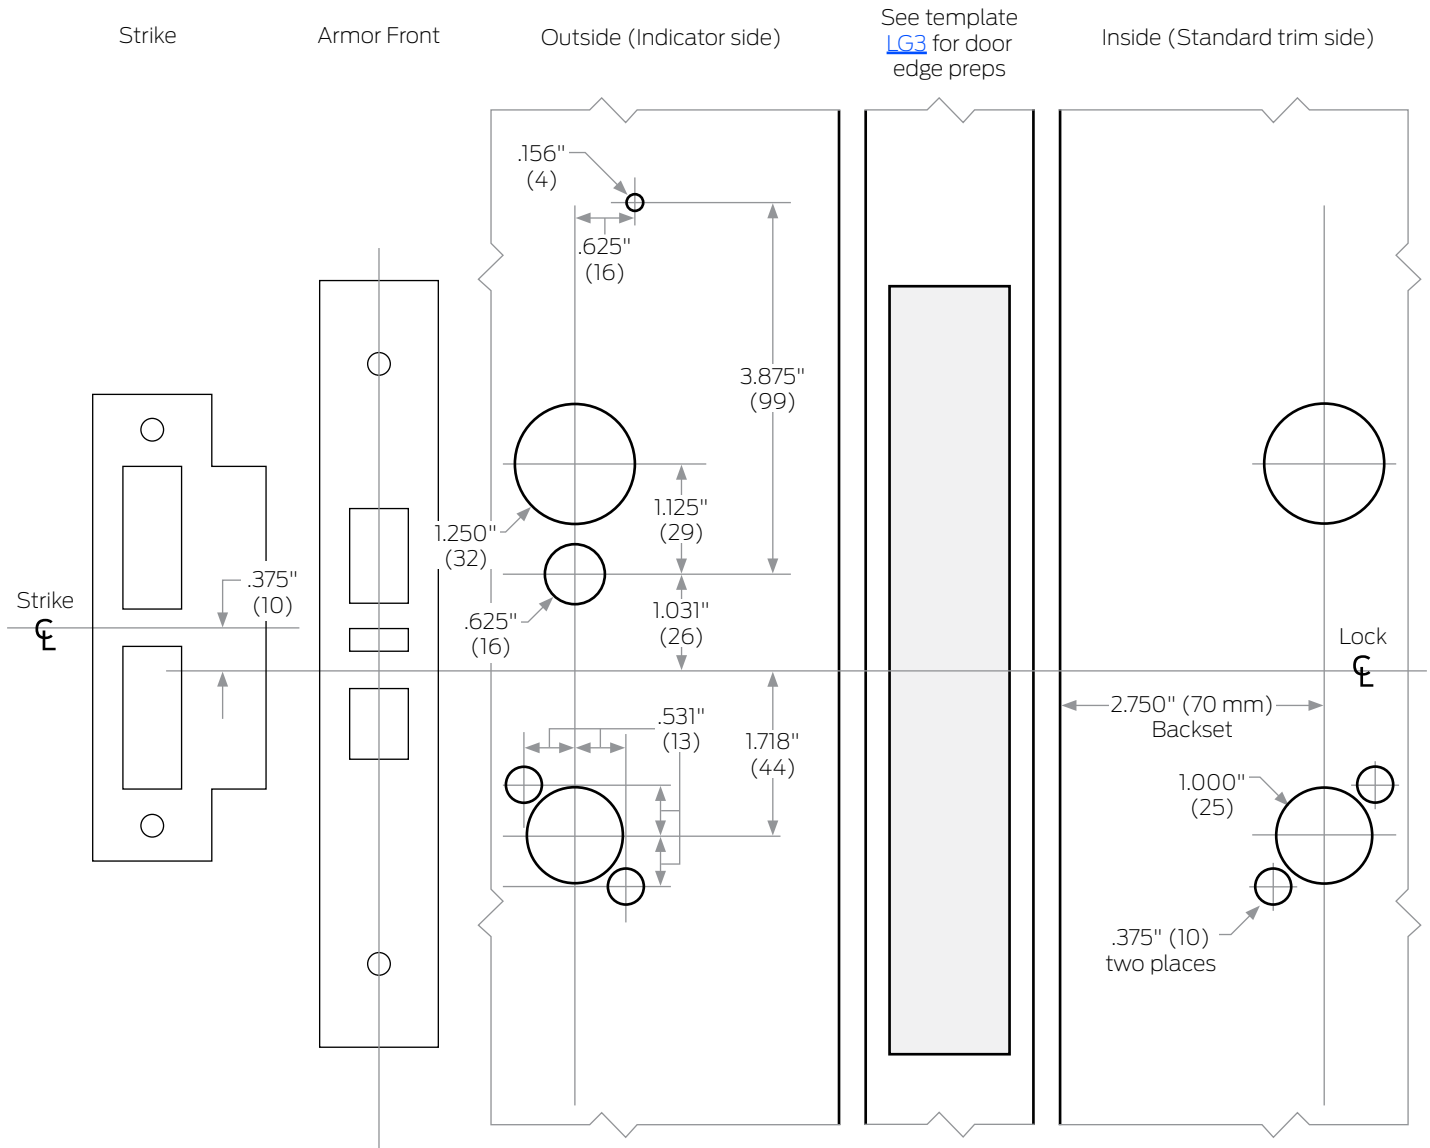 Strike
Armor Front
Outside (Indicator side)
See template
LG3 for door
edge preps
Inside (Standard trim side)
.156"
(4)
.625"
(16)
3.875"
(99)
1.125"
(29)
1.250"
(32)
.375"
(10)
Strike
℄
.625"
(16)
1.031"
(26)
Lock
℄
2.750" (70 mm)
Backset
.531"
(13)
1.718"
(44)
1.000"
(25)
.375" (10)
two places